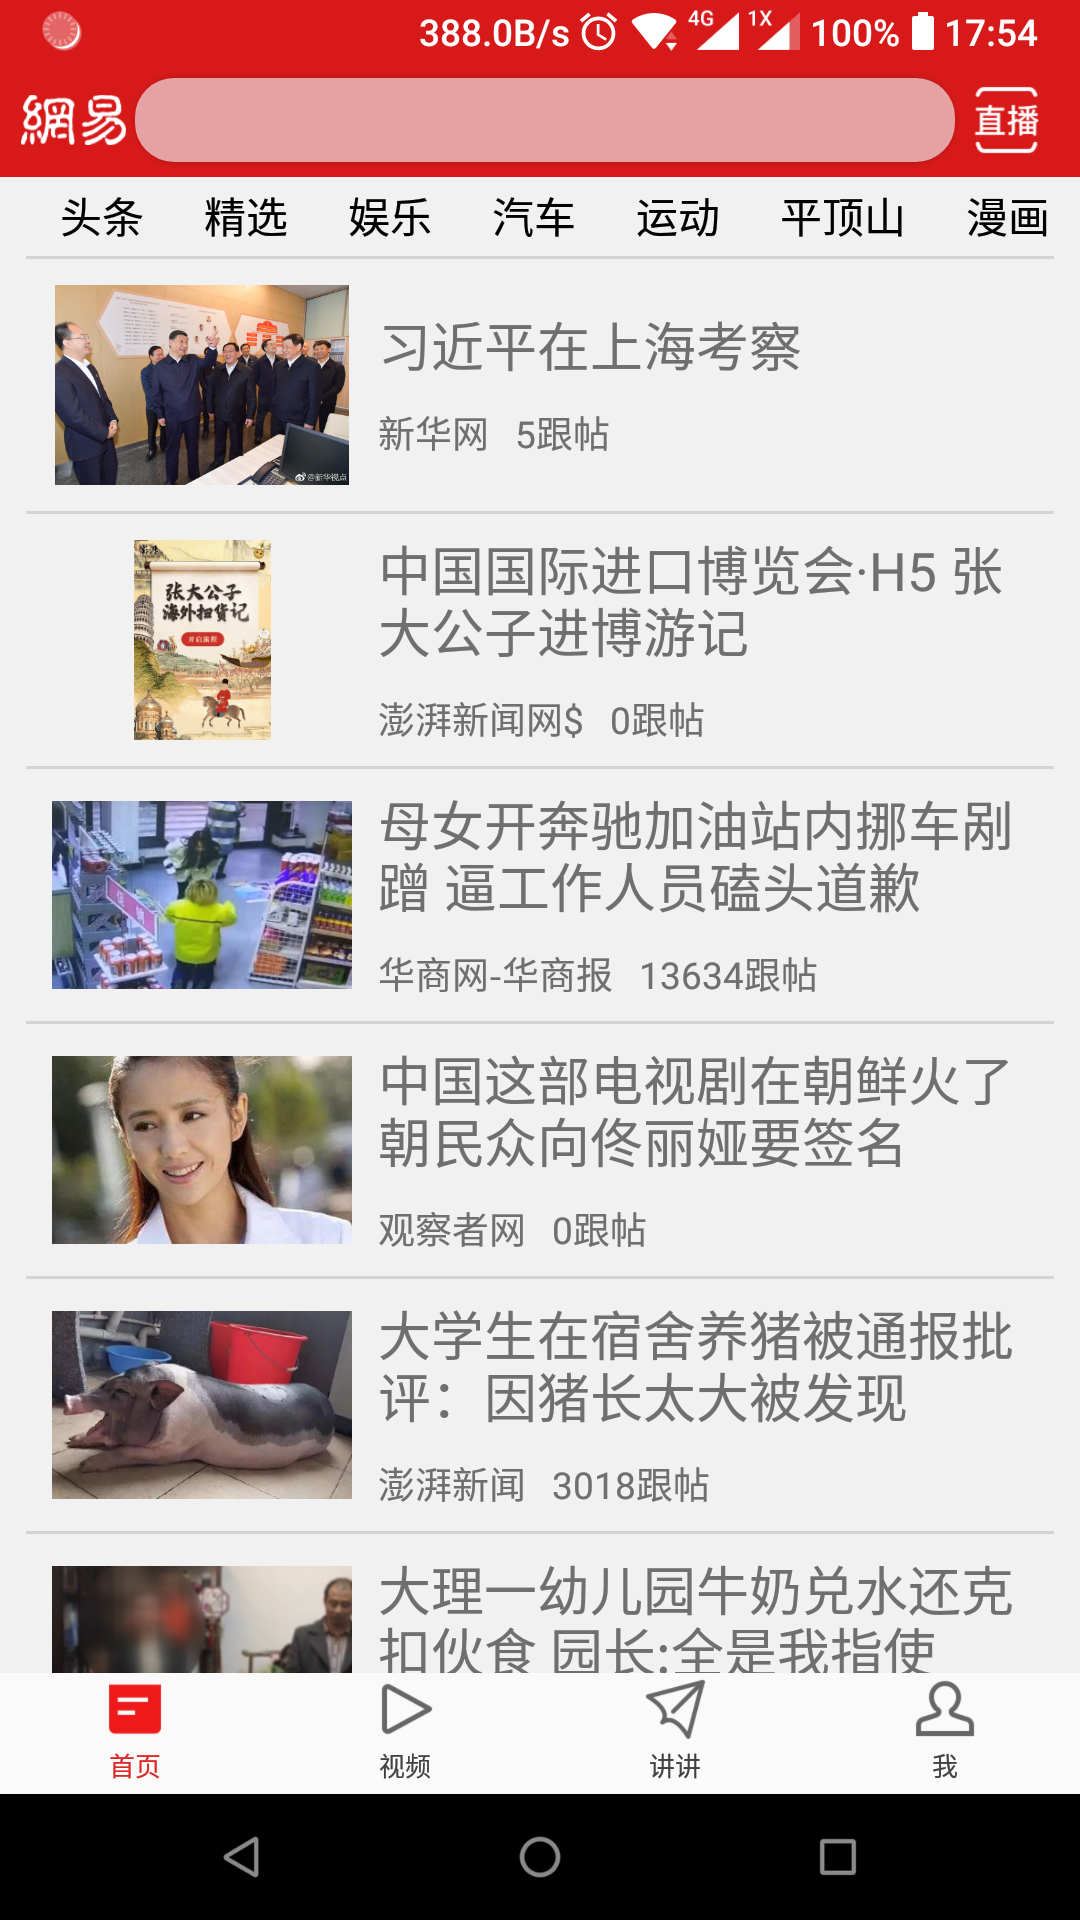 388.0B/s 4G 1X 100% 17:54
網易
直播
头条 精选 娱乐 汽车 运动 平顶山 漫画
习近平在上海考察
新华网 5跟帖
@新华视点
中国国际进口博览会·H5 张
大公子进博游记
张大公子
海外扫货记
开启旅程
澎湃新闻网$ 0跟帖
母女开奔驰加油站内挪车剐
蹭 逼工作人员磕头道歉
华商网-华商报 13634跟帖
中国这部电视剧在朝鲜火了
朝民众向佟丽娅要签名
观察者网 0跟帖
大学生在宿舍养猪被通报批
评：因猪长太大被发现
澎湃新闻 3018跟帖
大理一幼儿园牛奶兑水还克
扣伙食 园长:全是我指使
首页 视频 讲讲 我